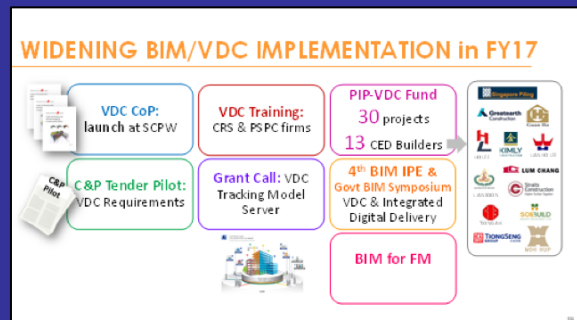 WIDENING BIM/VDC IMPLEMENTATION in FY17
VDC CoP:
launch at SCPW
VDC Training:
CRS & PSPC firms
PIP-VDC Fund
30 projects
13 CED Builders
C&P Tender Pilot:
VDC Requirements
Grant Call: VDC
Tracking Model
Server
4th BIM IPE &
Govt BIM Symposium
VDC & Integrated
Digital Delivery
BIM for FM
C&P
Pilot
Singapore Piling
Greatearth
Construction
KIMLY
LUM CHANG
Straits Construction
SOILBUILD
TIONG SENG